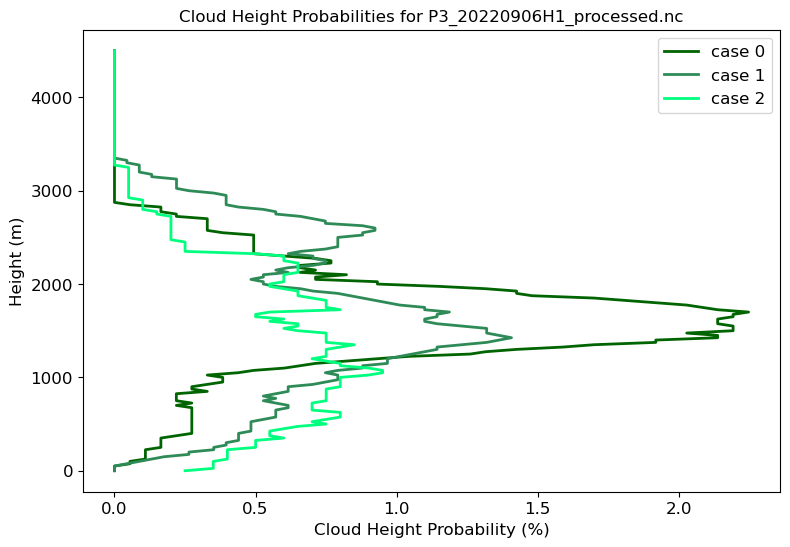 Cloud Height Probabilities for P3_20220906H1_processed.nc
case 0
case 1
case 2
4000
3000
2000
1000
0
Height (m)
0.0 0.5 1.0 1.5 2.0
Cloud Height Probability (%)